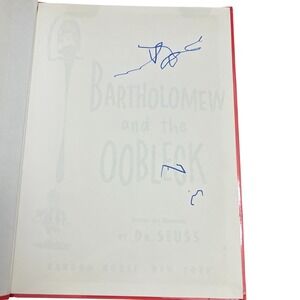 BARTHOLOMEW
and the
OOBLECK
BY DR. SEUSS
RANDOM HOUSE · NEW YORK